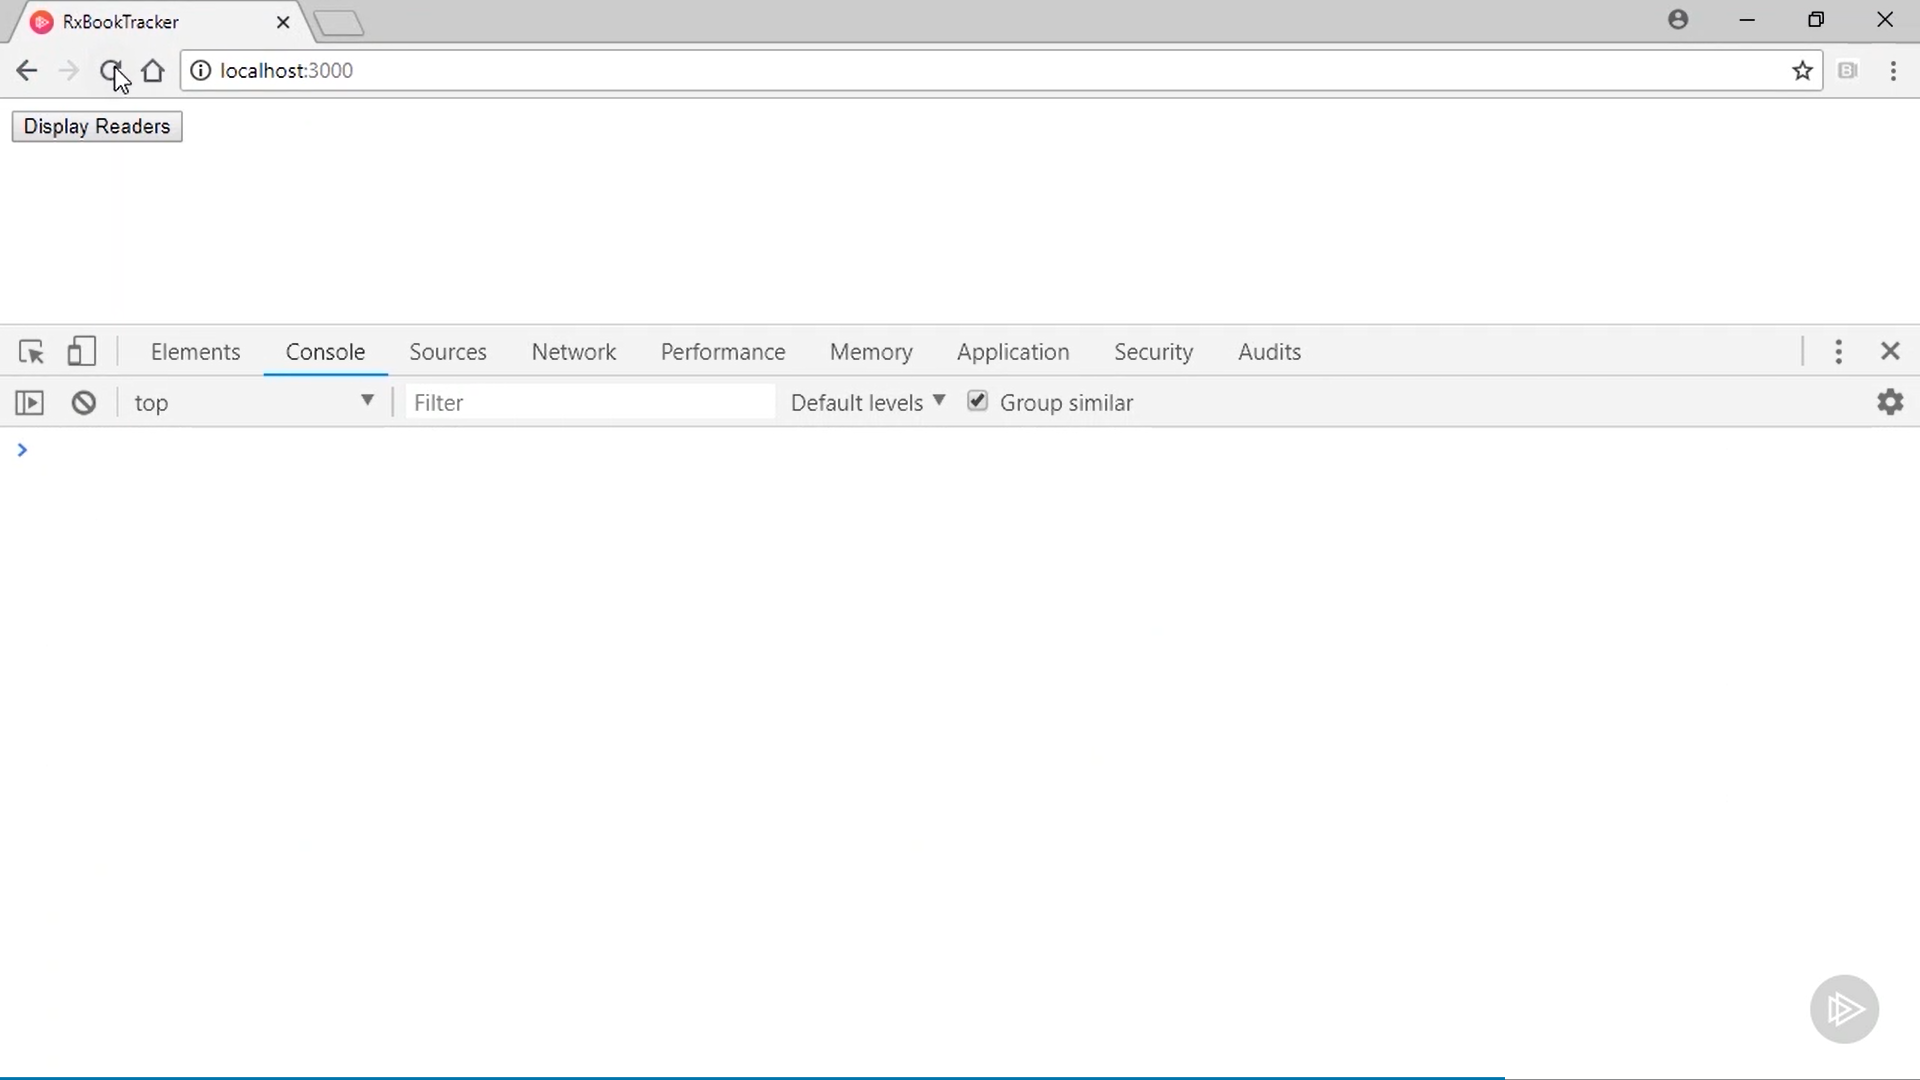 RxBookTracker
localhost:3000
Display Readers
Elements Console Sources Network Performance Memory Application Security Audits
top Filter Default levels Group similar